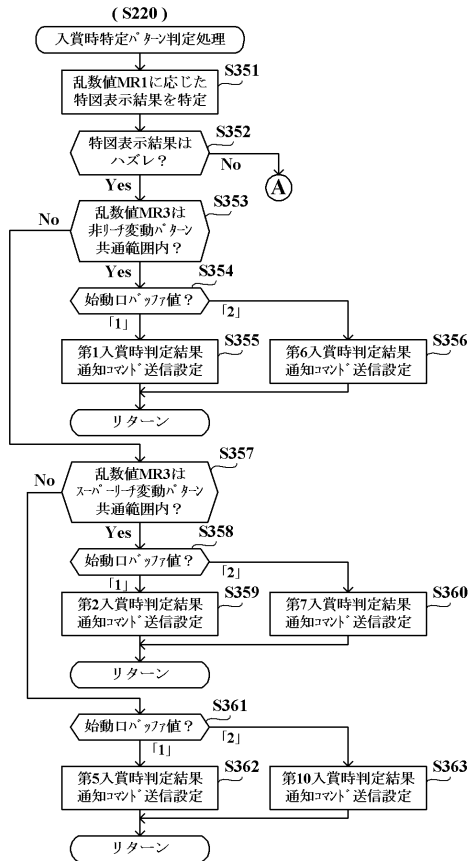 ( S220 )
入賞時特定ﾊﾟﾀｰﾝ判定処理
S351
乱数値MR1に応じた
特図表示結果を特定
S352
特図表示結果は
ハズレ？
No
A
Yes
S353
No
乱数値MR3は
非ﾘｰﾁ変動ﾊﾟﾀｰﾝ
共通範囲内？
Yes
S354
始動口ﾊﾞｯﾌｧ値？
「1」
「2」
S355
第1入賞時判定結果
通知ｺﾏﾝﾄﾞ送信設定
S356
第6入賞時判定結果
通知ｺﾏﾝﾄﾞ送信設定
リターン
S357
No
乱数値MR3は
ｽｰﾊﾟｰﾘｰﾁ変動ﾊﾟﾀｰﾝ
共通範囲内？
Yes
S358
始動口ﾊﾞｯﾌｧ値？
「1」
「2」
S359
第2入賞時判定結果
通知ｺﾏﾝﾄﾞ送信設定
S360
第7入賞時判定結果
通知ｺﾏﾝﾄﾞ送信設定
リターン
S361
始動口ﾊﾞｯﾌｧ値？
「1」
「2」
S362
第5入賞時判定結果
通知ｺﾏﾝﾄﾞ送信設定
S363
第10入賞時判定結果
通知ｺﾏﾝﾄﾞ送信設定
リターン